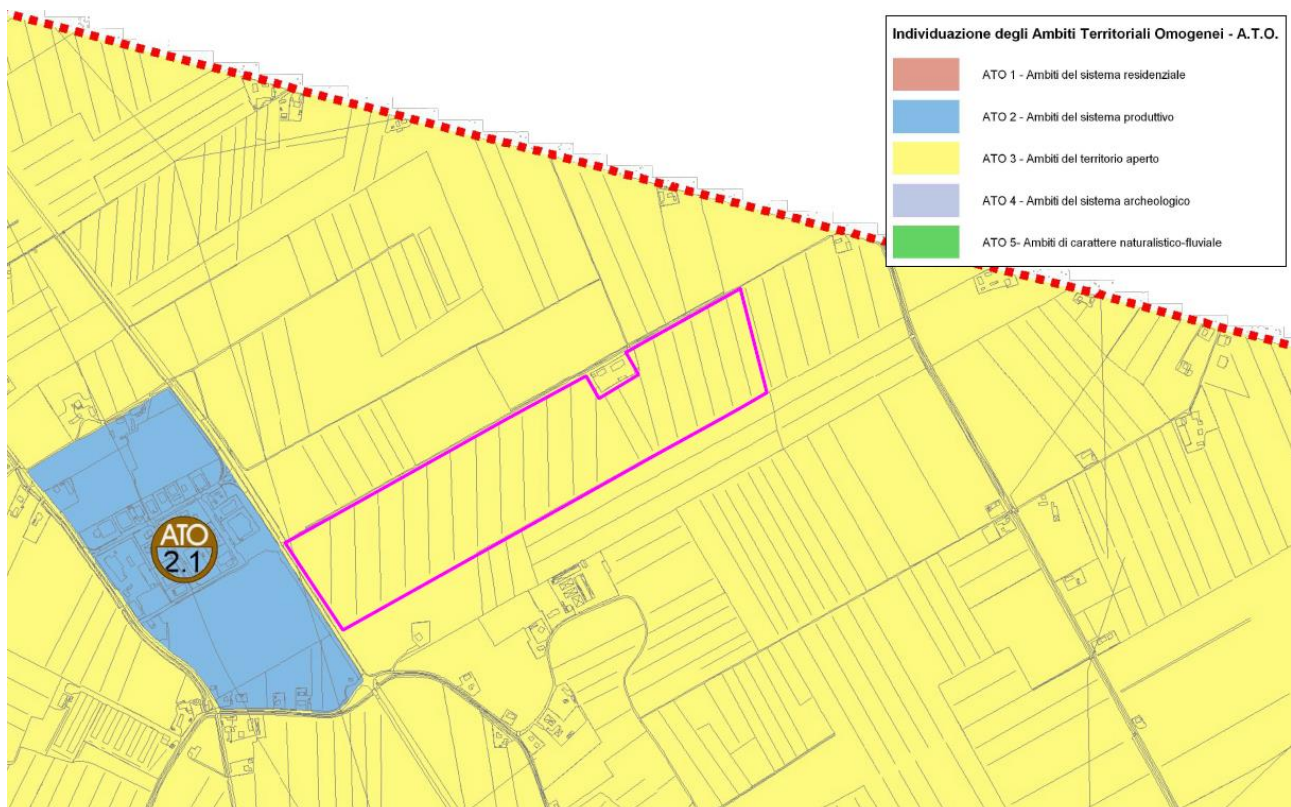 Individuazione degli Ambiti Territoriali Omogenei - A.T.O.
ATO 1 - Ambiti del sistema residenziale
ATO 2 - Ambiti del sistema produttivo
ATO 3 - Ambiti del territorio aperto
ATO 4 - Ambiti del sistema archeologico
ATO 5- Ambiti di carattere naturalistico-fluviale
ATO
2.1